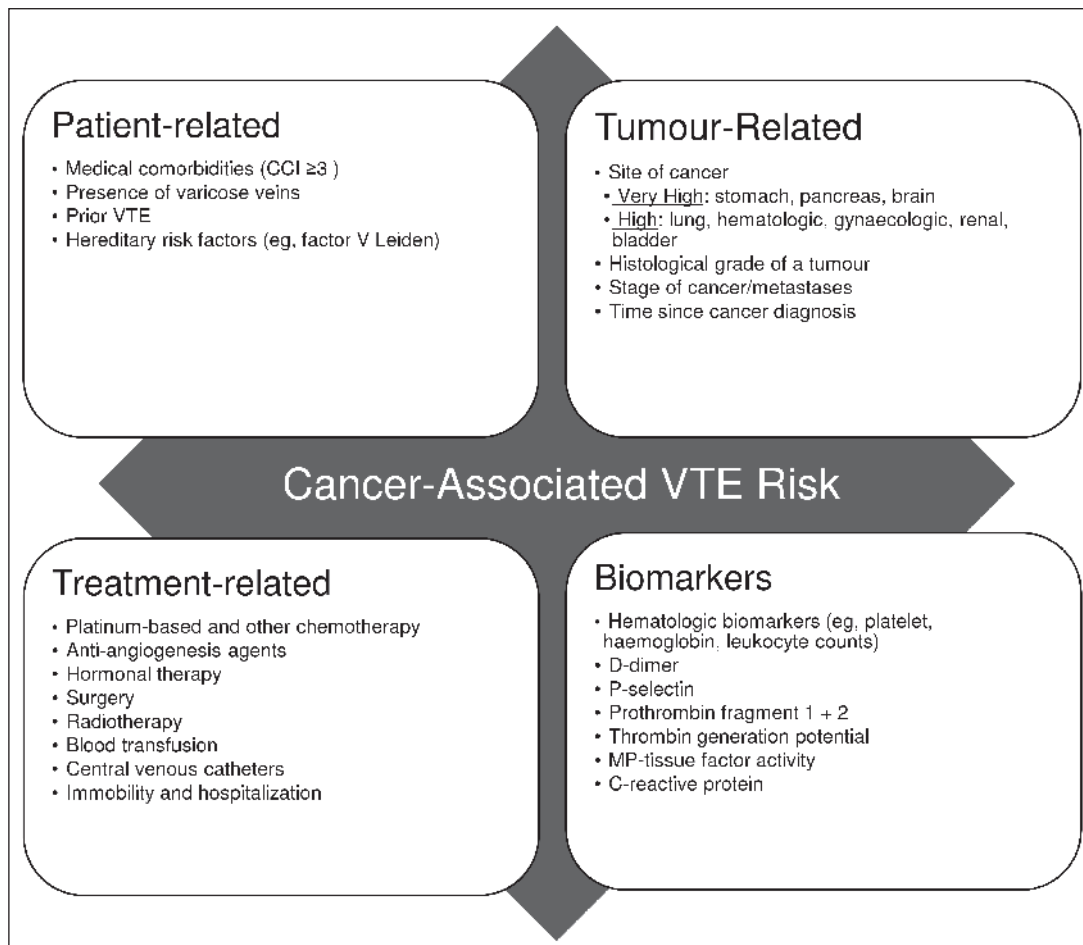 Patient-related
• Medical comorbidities (CCI ≥3 )
• Presence of varicose veins
• Prior VTE
• Hereditary risk factors (eg, factor V Leiden)
Tumour-Related
• Site of cancer
• Very High: stomach, pancreas, brain
• High: lung, hematologic, gynaecologic, renal,
bladder
• Histological grade of a tumour
• Stage of cancer/metastases
• Time since cancer diagnosis
Cancer-Associated VTE Risk
Treatment-related
• Platinum-based and other chemotherapy
• Anti-angiogenesis agents
• Hormonal therapy
• Surgery
• Radiotherapy
• Blood transfusion
• Central venous catheters
• Immobility and hospitalization
Biomarkers
• Hematologic biomarkers (eg, platelet,
haemoglobin, leukocyte counts)
• D-dimer
• P-selectin
• Prothrombin fragment 1 + 2
• Thrombin generation potential
• MP-tissue factor activity
• C-reactive protein